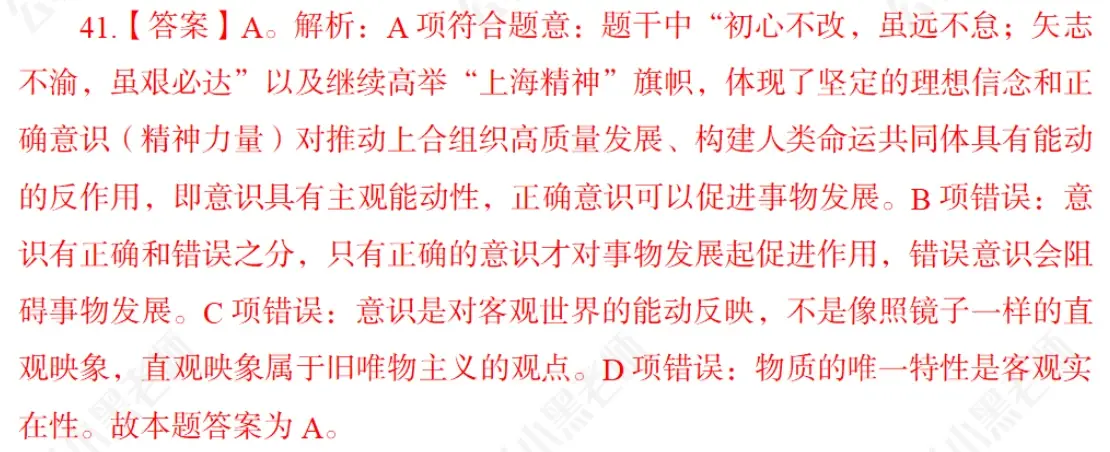 41.【答案】A。解析：A 项符合题意：题干中“初心不改，虽远不怠；矢志
不渝，虽艰必达”以及继续高举“上海精神”旗帜，体现了坚定的理想信念和正
确意识（精神力量）对推动上合组织高质量发展、构建人类命运共同体具有能动
的反作用，即意识具有主观能动性，正确意识可以促进事物发展。B 项错误：意
识有正确和错误之分，只有正确的意识才对事物发展起促进作用，错误意识会阻
碍事物发展。C 项错误：意识是对客观世界的能动反映，不是像照镜子一样的直
观映象，直观映象属于旧唯物主义的观点。D 项错误：物质的唯一特性是客观实
在性。故本题答案为 A。
小黑老师